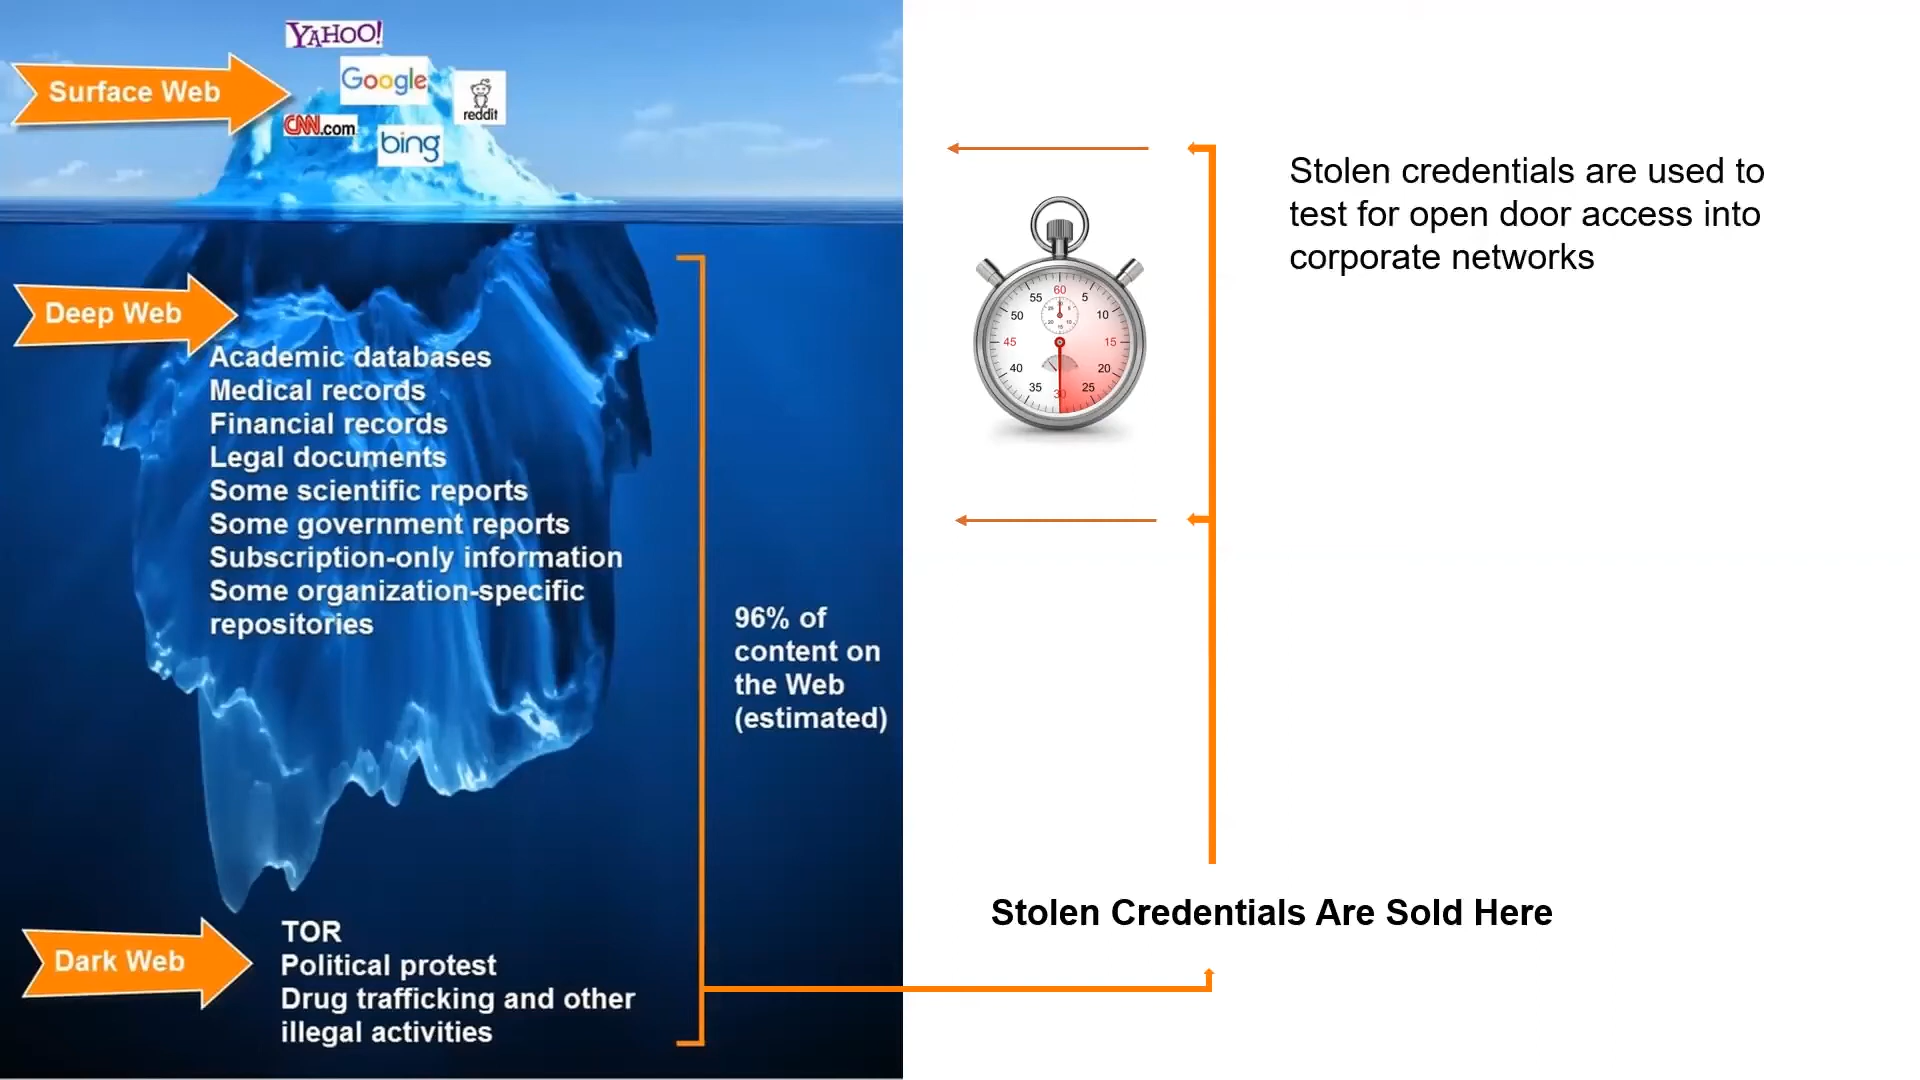 YAHOO!
Google
reddit
CNN.com
bing
Surface Web
Deep Web
Academic databases
Medical records
Financial records
Legal documents
Some scientific reports
Some government reports
Subscription-only information
Some organization-specific
repositories
96% of
content on
the Web
(estimated)
Dark Web
TOR
Political protest
Drug trafficking and other
illegal activities
60
5
10
15
20
25
30
35
40
45
50
55
Stolen credentials are used to
test for open door access into
corporate networks
Stolen Credentials Are Sold Here